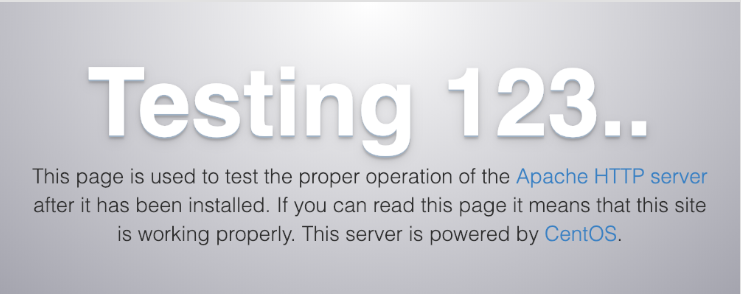 Testing 123..
This page is used to test the proper operation of the Apache HTTP server
after it has been installed. If you can read this page it means that this site
is working properly. This server is powered by CentOS.